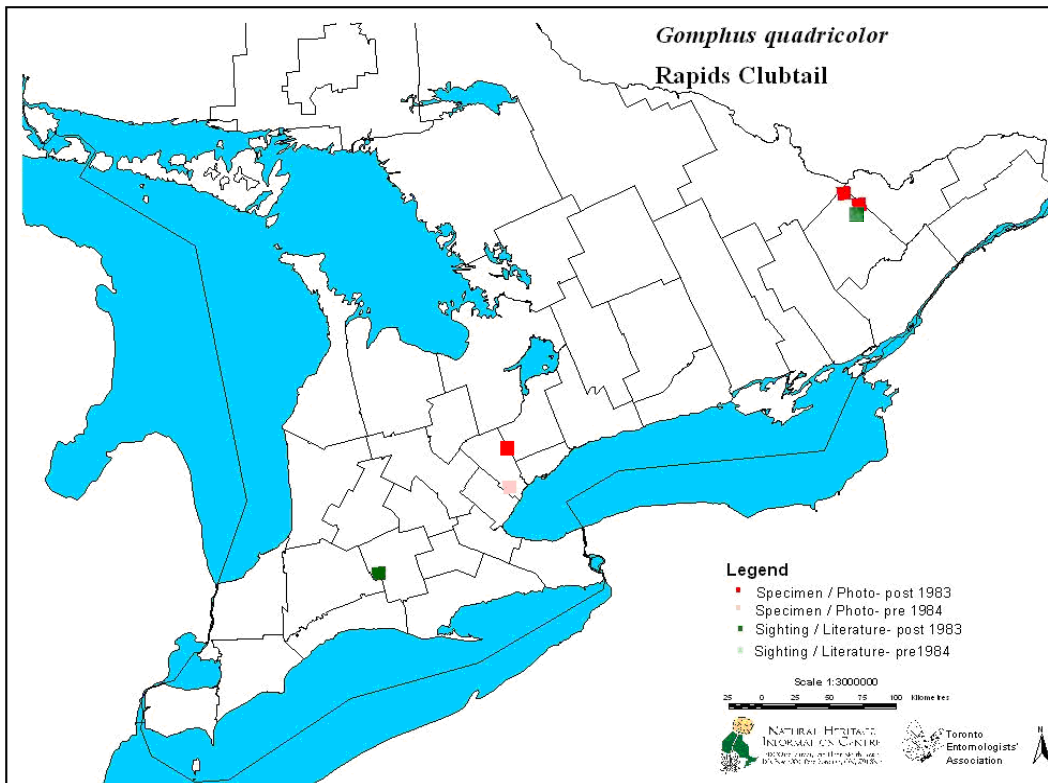 Gomphus quadricolor
Rapids Clubtail
Legend
Specimen / Photo- post 1983
Specimen / Photo- pre 1984
Sighting / Literature- post 1983
Sighting / Literature- pre1984
Scale 1:3000000
25 0 25 50 75 100 Kilometres
NATURAL HERITAGE
INFORMATION CENTRE
Toronto
Entomologists'
Association
N